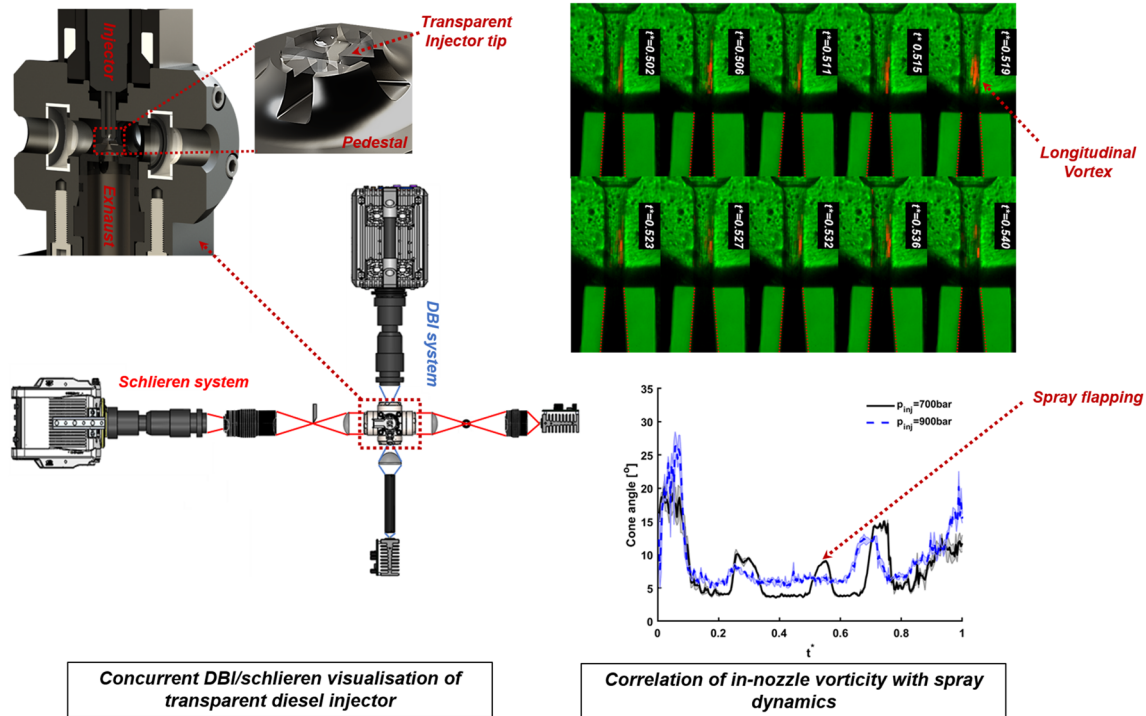 Injector
Exhaust
Transparent
Injector tip
Pedestal
DBI system
Schlieren system
t*=0.502
t*=0.506
t*=0.511
t* 0.515
t*=0.519
t*=0.523
t*=0.527
t*=0.532
t*=0.536
t*=0.540
Longitudinal
Vortex
Spray flapping
35
30
25
20
15
10
5
0
Cone angle [°]
p_inj=700bar
p_inj=900bar
0 0.2 0.4 0.6 0.8 1
t*
Concurrent DBI/schlieren visualisation of
transparent diesel injector
Correlation of in-nozzle vorticity with spray
dynamics